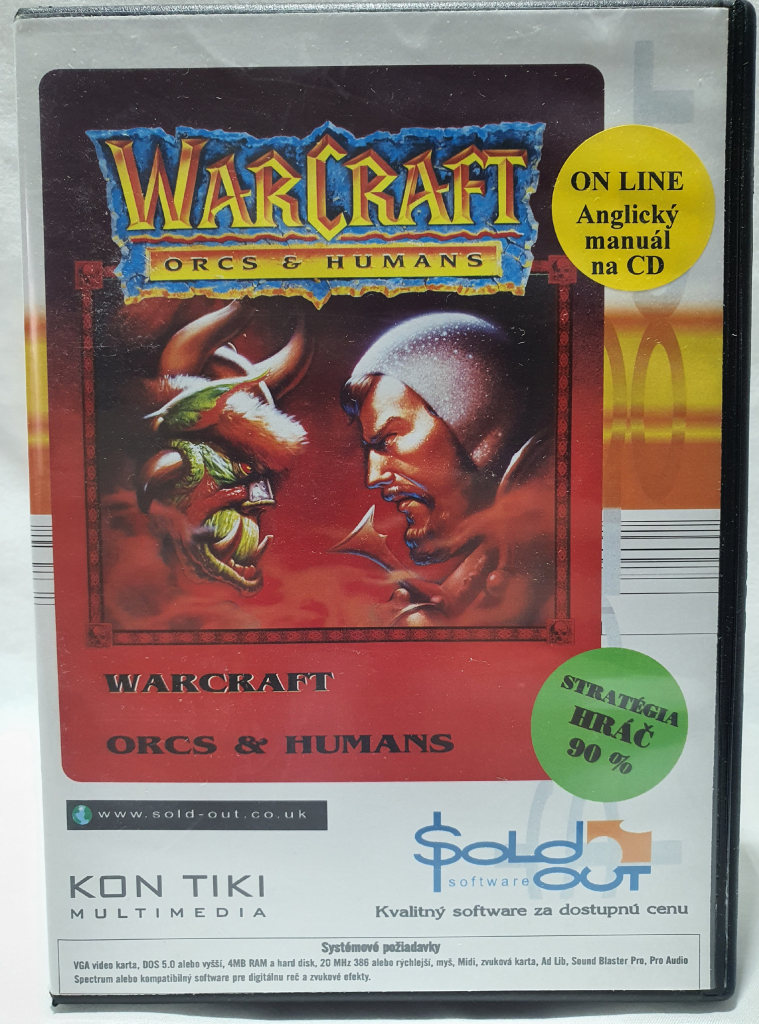 WARCRAFT
ORCS & HUMANS
ON LINE
Anglický
manuál
na CD
WARCRAFT
ORCS & HUMANS
STRATÉGIA
HRÁČ
90 %
www.sold-out.co.uk
$OLD
software OUT
KON TIKI
MULTIMEDIA
Kvalitný software za dostupnú cenu
Systémové požiadavky
VGA video karta, DOS 5.0 alebo vyšší, 4MB RAM a hard disk, 20 MHz 386 alebo rýchlejší, myš, Midi, zvuková karta, Ad Lib, Sound Blaster Pro, Pro Audio
Spectrum alebo kompatibilný software pre digitálnu reč a zvukové efekty.